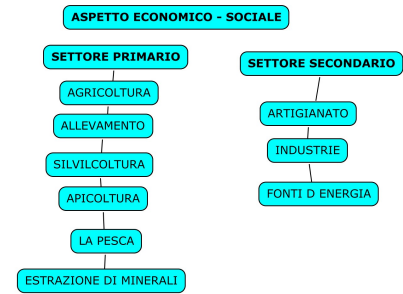 ASPETTO ECONOMICO - SOCIALE
SETTORE PRIMARIO
AGRICOLTURA
ALLEVAMENTO
SILVILCOLTURA
APICOLTURA
LA PESCA
ESTRAZIONE DI MINERALI
SETTORE SECONDARIO
ARTIGIANATO
INDUSTRIE
FONTI D ENERGIA